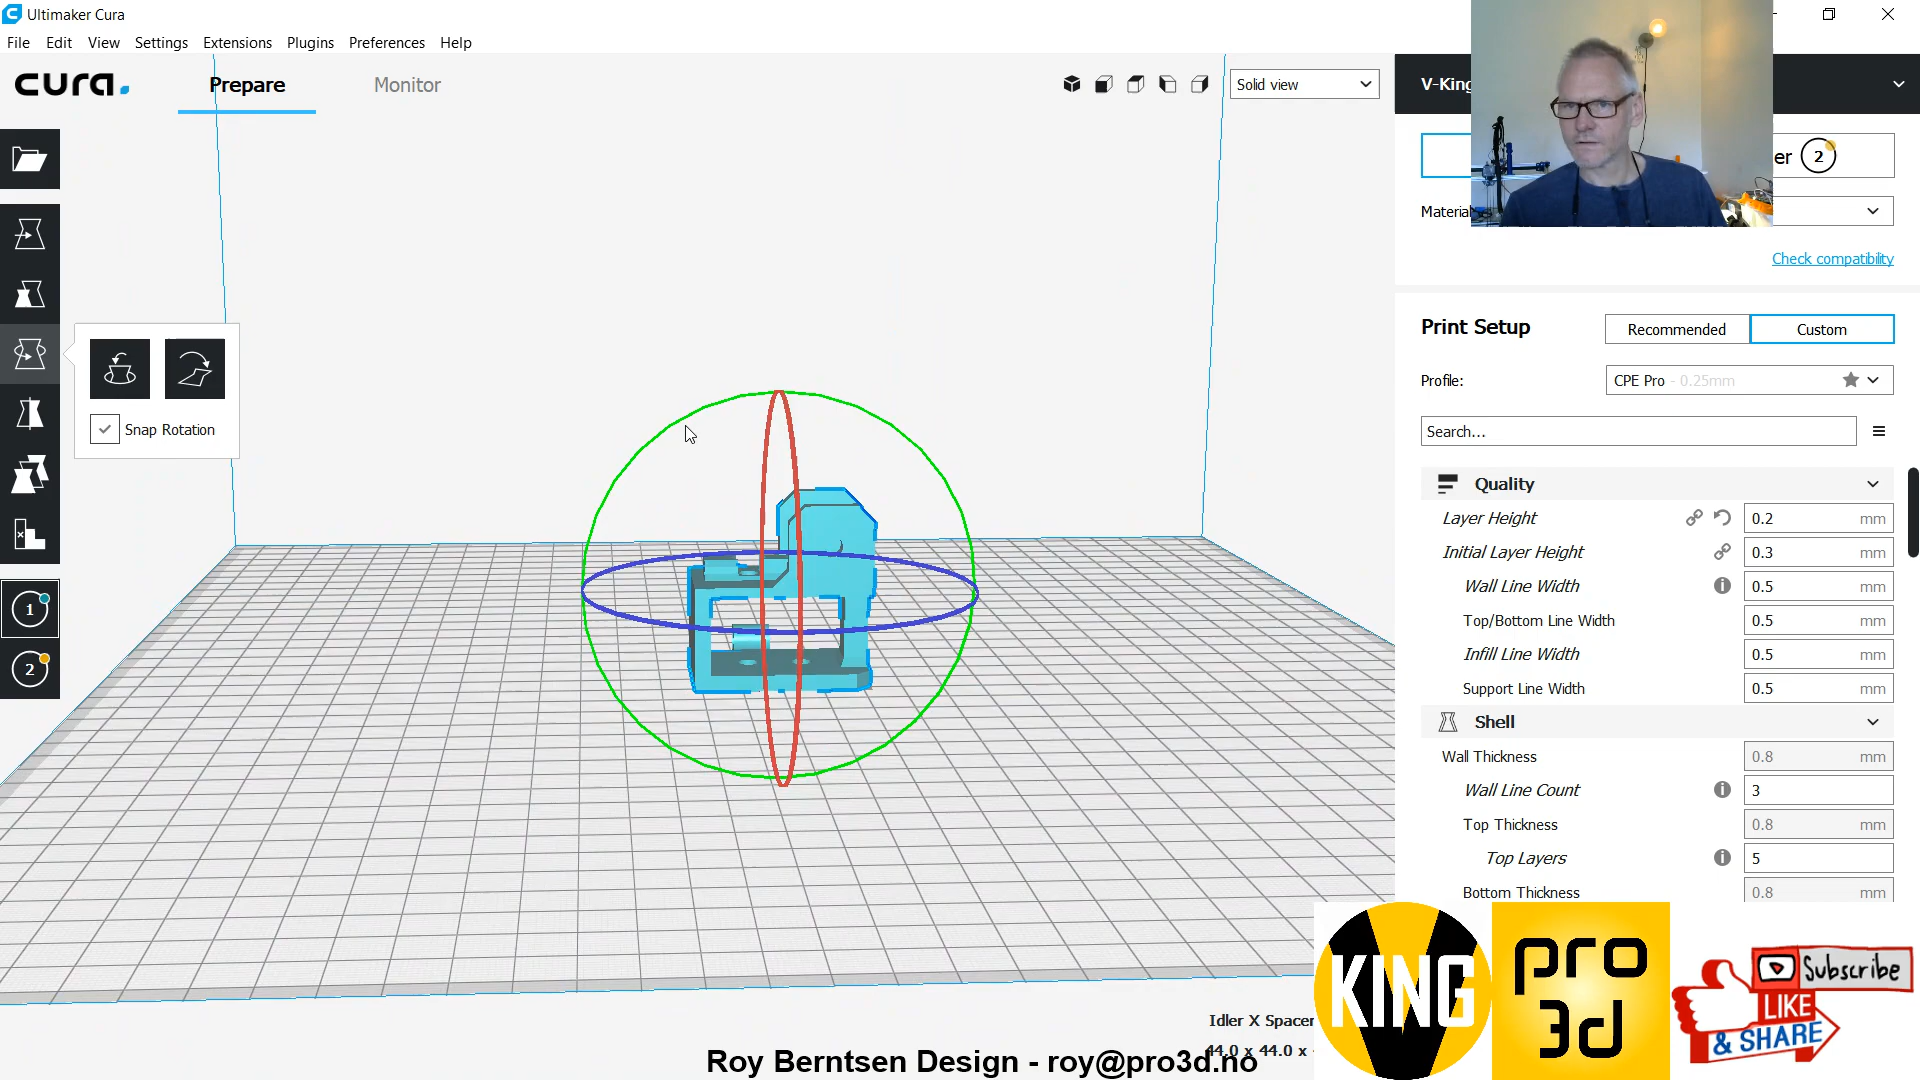 Ultimaker Cura
File Edit View Settings Extensions Plugins Preferences Help
cura.
Prepare
Monitor
Solid view
V-King
er 2
Material
Check compatibility
Snap Rotation
1
2
Print Setup
Recommended
Custom
Profile:
CPE Pro - 0.25mm
Search...
Quality
Layer Height
0.2 mm
Initial Layer Height
0.3 mm
Wall Line Width
0.5 mm
Top/Bottom Line Width
0.5 mm
Infill Line Width
0.5 mm
Support Line Width
0.5 mm
Shell
Wall Thickness
0.8 mm
Wall Line Count
3
Top Thickness
0.8 mm
Top Layers
5
Bottom Thickness
0.8 mm
Idler X Spacer
44.0 x 44.0 x
Roy Berntsen Design - roy@pro3d.no
KING
pro
3d
Subscribe
LIKE
& SHARE